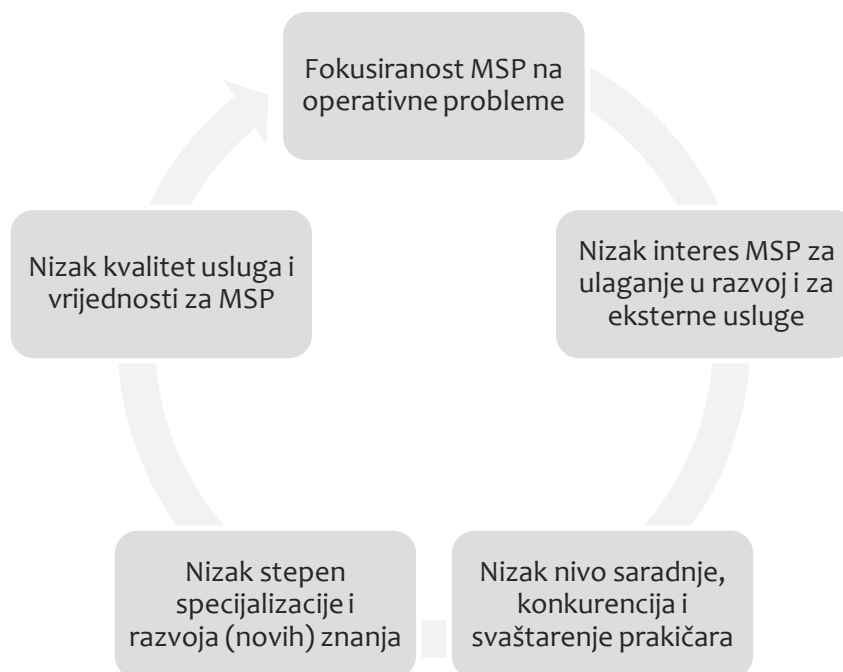 Fokusiranost MSP na
operativne probleme
Nizak interes MSP za
ulaganje u razvoj i za
eksterne usluge
Nizak nivo saradnje,
konkurencija i
svaštarenje prakičara
Nizak stepen
specijalizacije i
razvoja (novih) znanja
Nizak kvalitet usluga i
vrijednosti za MSP